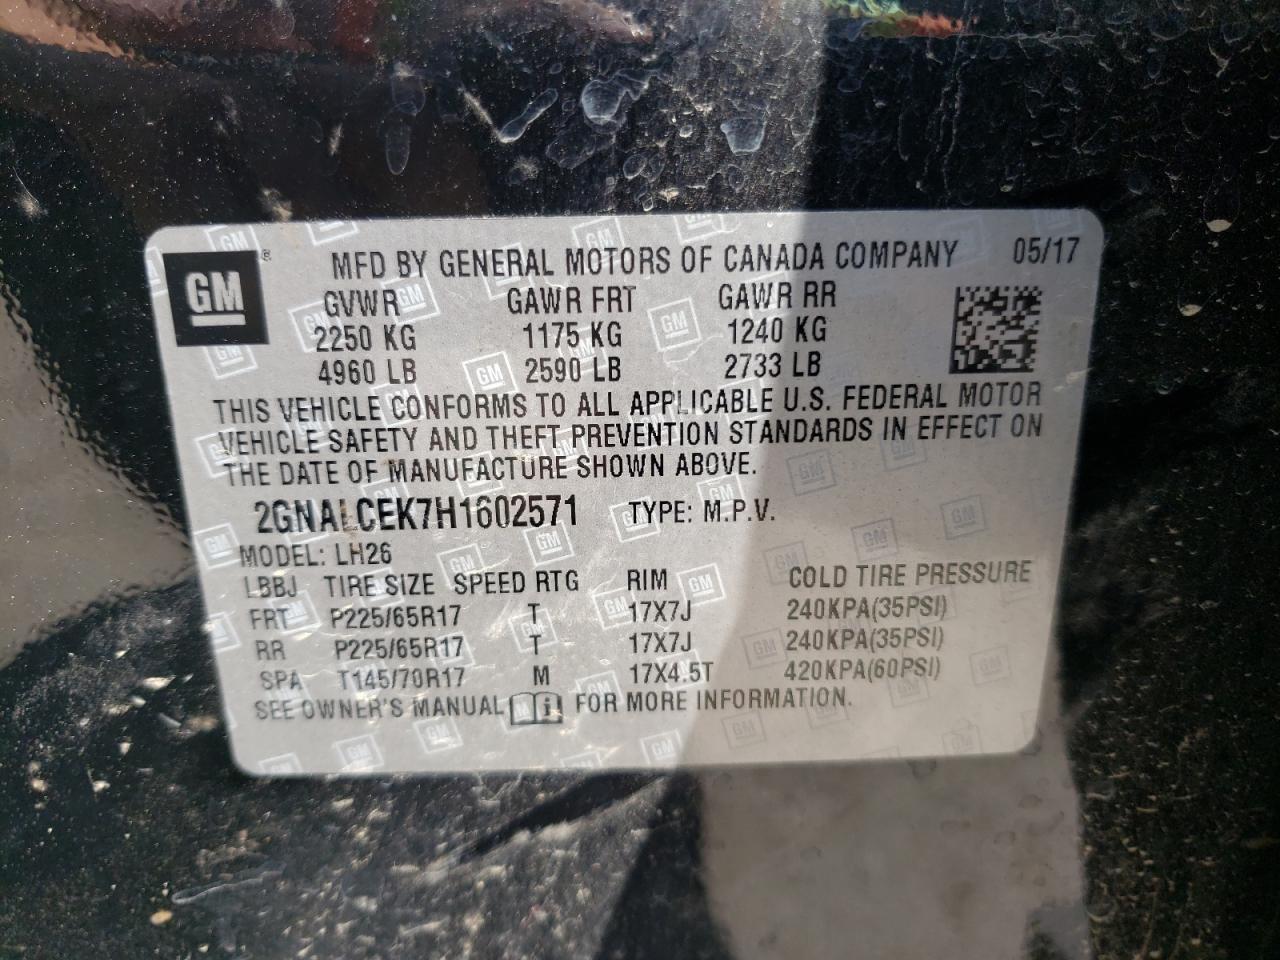 GM ®
MFD BY GENERAL MOTORS OF CANADA COMPANY 05/17
GVWR GAWR FRT GAWR RR
2250 KG 1175 KG 1240 KG
4960 LB 2590 LB 2733 LB
THIS VEHICLE CONFORMS TO ALL APPLICABLE U.S. FEDERAL MOTOR
VEHICLE SAFETY AND THEFT PREVENTION STANDARDS IN EFFECT ON
THE DATE OF MANUFACTURE SHOWN ABOVE.
2GNALCEK7H1602571 TYPE: M.P.V.
MODEL: LH26
LBBJ TIRE SIZE SPEED RTG RIM COLD TIRE PRESSURE
FRT P225/65R17 T 17X7J 240KPA(35PSI)
RR P225/65R17 T 17X7J 240KPA(35PSI)
SPA T145/70R17 M 17X4.5T 420KPA(60PSI)
SEE OWNER'S MANUAL i FOR MORE INFORMATION.